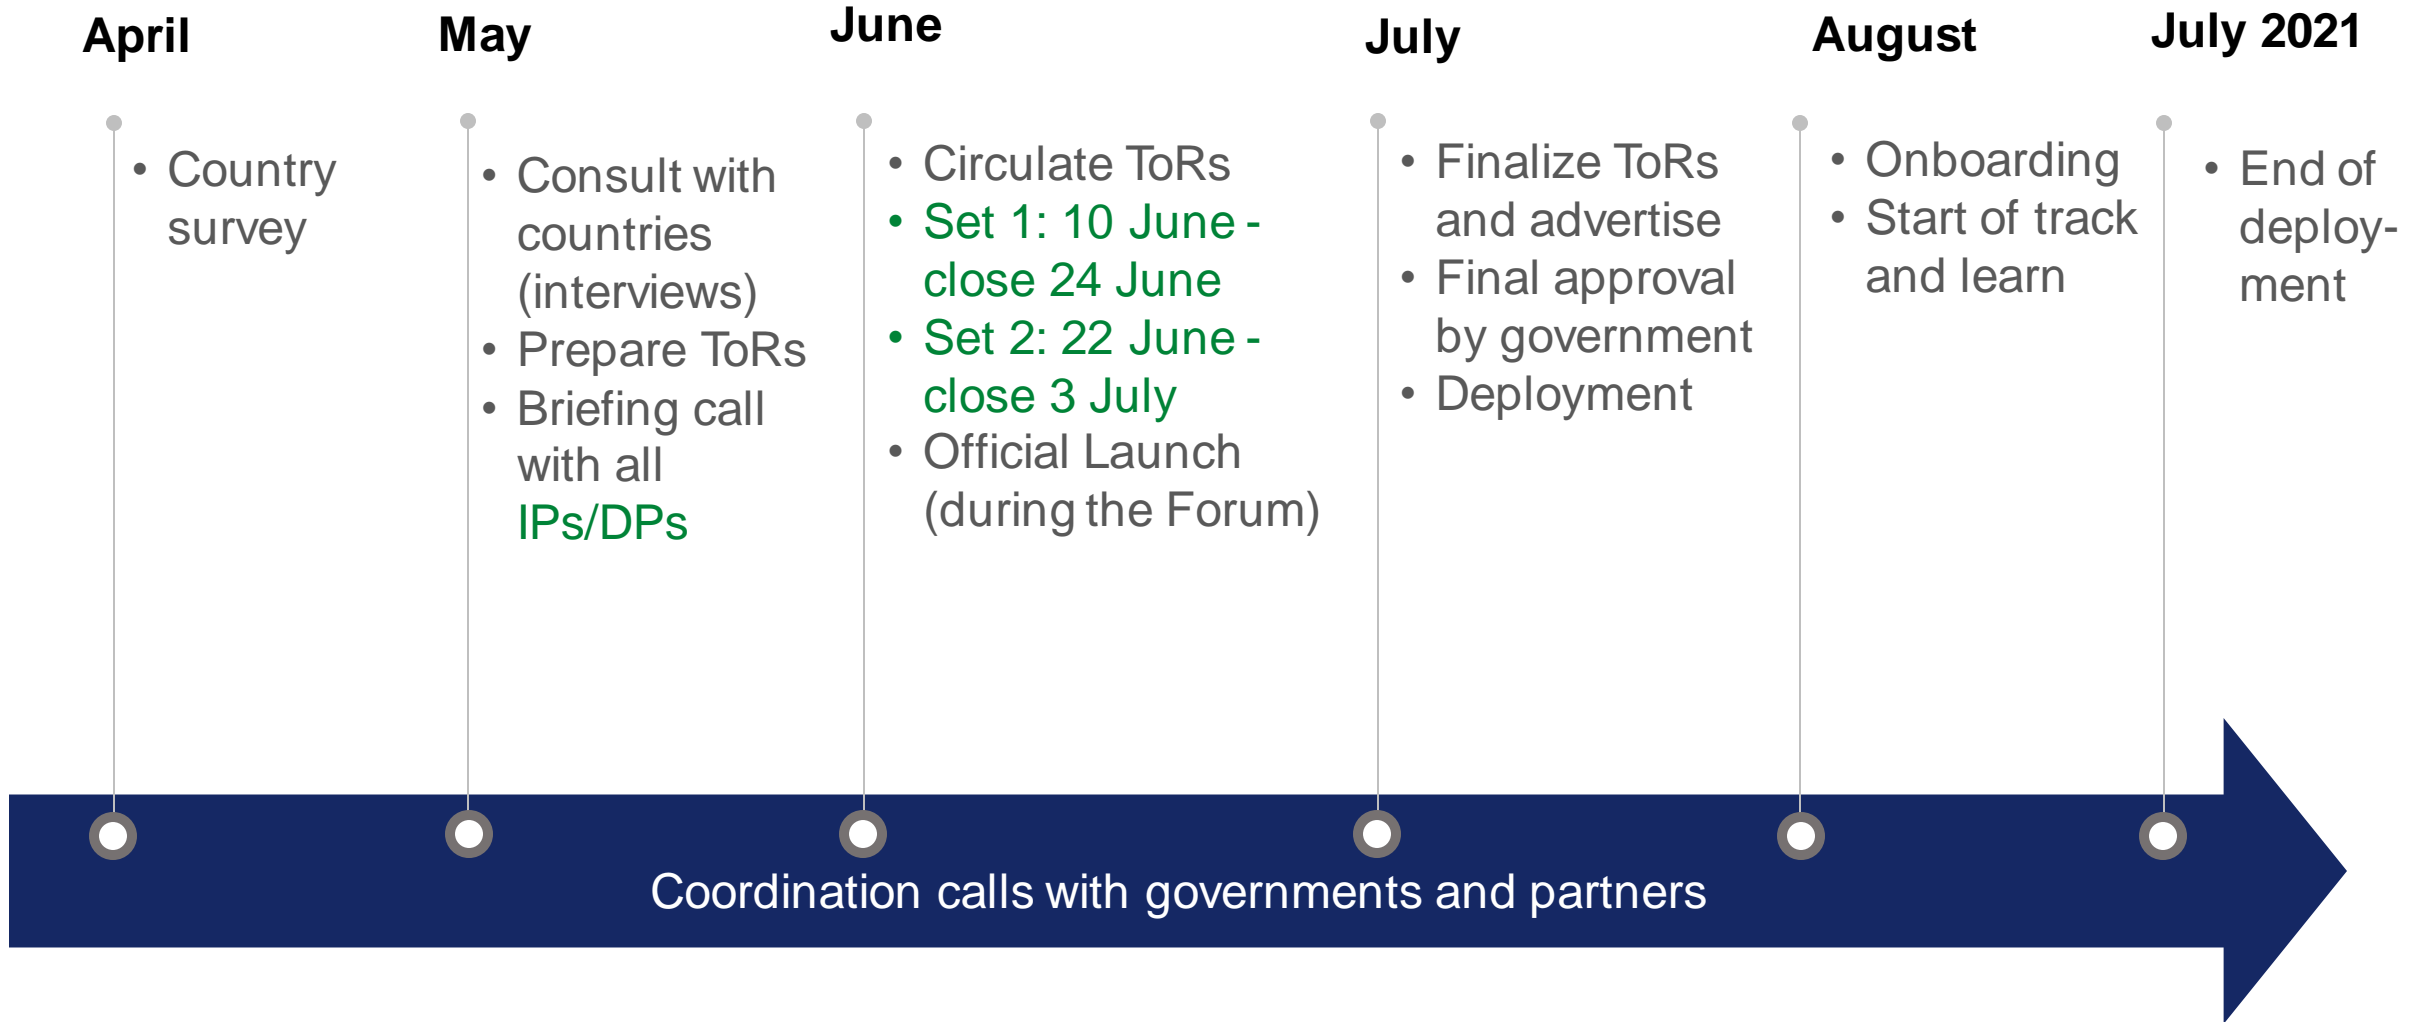 April
• Country
survey
May
• Consult with
countries
(interviews)
• Prepare ToRs
• Briefing call
with all
IPs/DPs
June
• Circulate ToRs
• Set 1: 10 June -
close 24 June
• Set 2: 22 June -
close 3 July
• Official Launch
(during the Forum)
July
• Finalize ToRs
and advertise
• Final approval
by government
• Deployment
August
• Onboarding
• Start of track
and learn
July 2021
• End of
deploy-
ment
Coordination calls with governments and partners